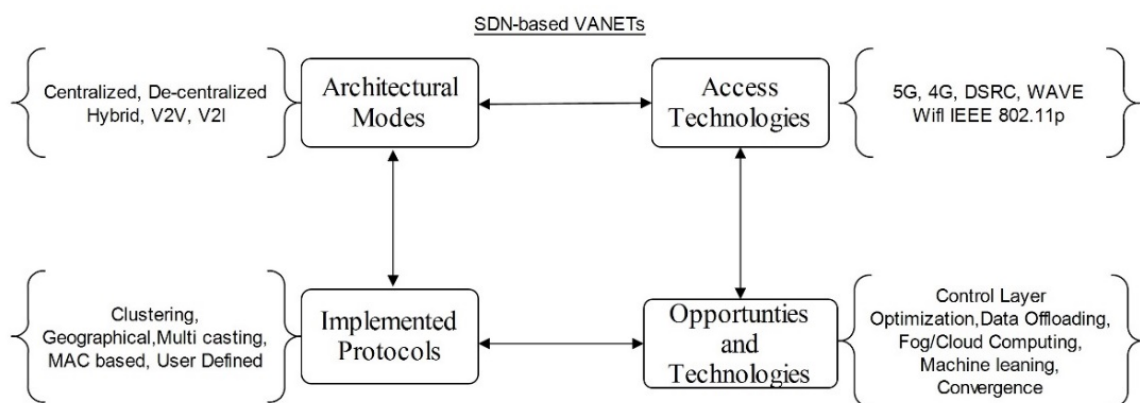 SDN-based VANETs
Centralized, De-centralized
Hybrid, V2V, V2I
Architectural
Modes
Access
Technologies
5G, 4G, DSRC, WAVE
Wifl IEEE 802.11p
Clustering,
Geographical,Multi casting,
MAC based, User Defined
Implemented
Protocols
Opportunties
and
Technologies
Control Layer
Optimization,Data Offloading,
Fog/Cloud Computing,
Machine leaning,
Convergence